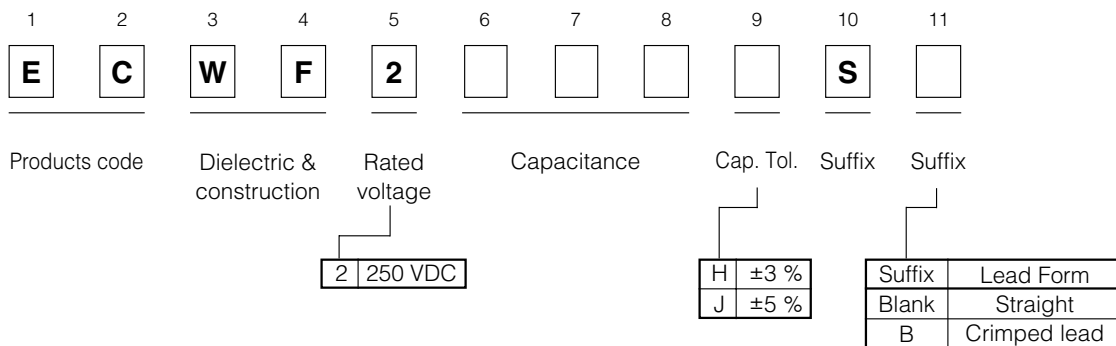 1 2 3 4 5 6 7 8 9 10 11
E C W F 2 S
Products code Dielectric & construction Rated voltage Capacitance Cap. Tol. Suffix Suffix
2 250 VDC
H ±3 %
J ±5 %
Suffix Lead Form
Blank Straight
B Crimped lead